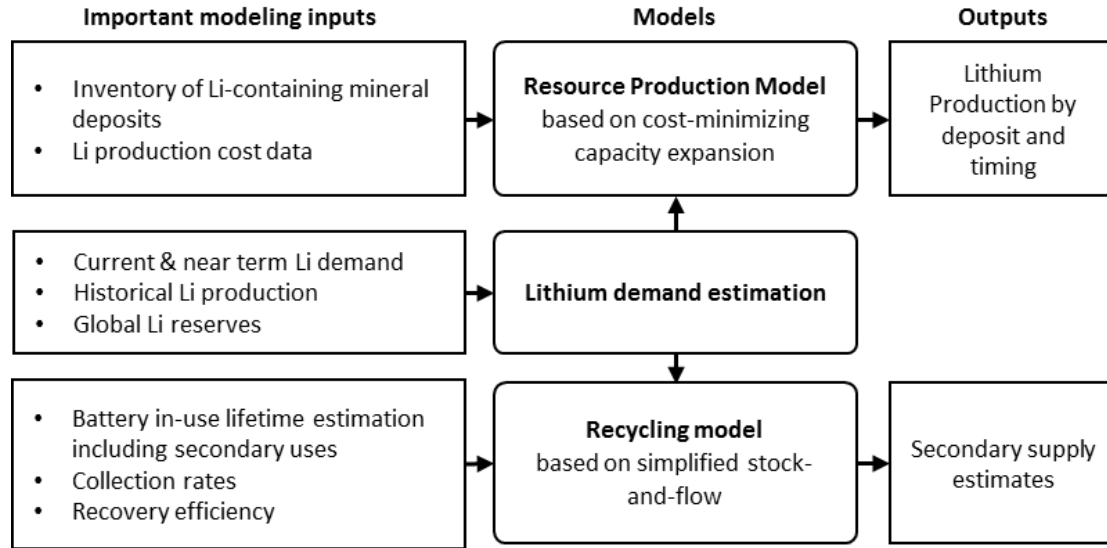 Important modeling inputs
Models
Outputs
• Inventory of Li-containing mineral
deposits
• Li production cost data
Resource Production Model
based on cost-minimizing
capacity expansion
Lithium
Production by
deposit and
timing
• Current & near term Li demand
• Historical Li production
• Global Li reserves
Lithium demand estimation
• Battery in-use lifetime estimation
including secondary uses
• Collection rates
• Recovery efficiency
Recycling model
based on simplified stock-
and-flow
Secondary supply
estimates